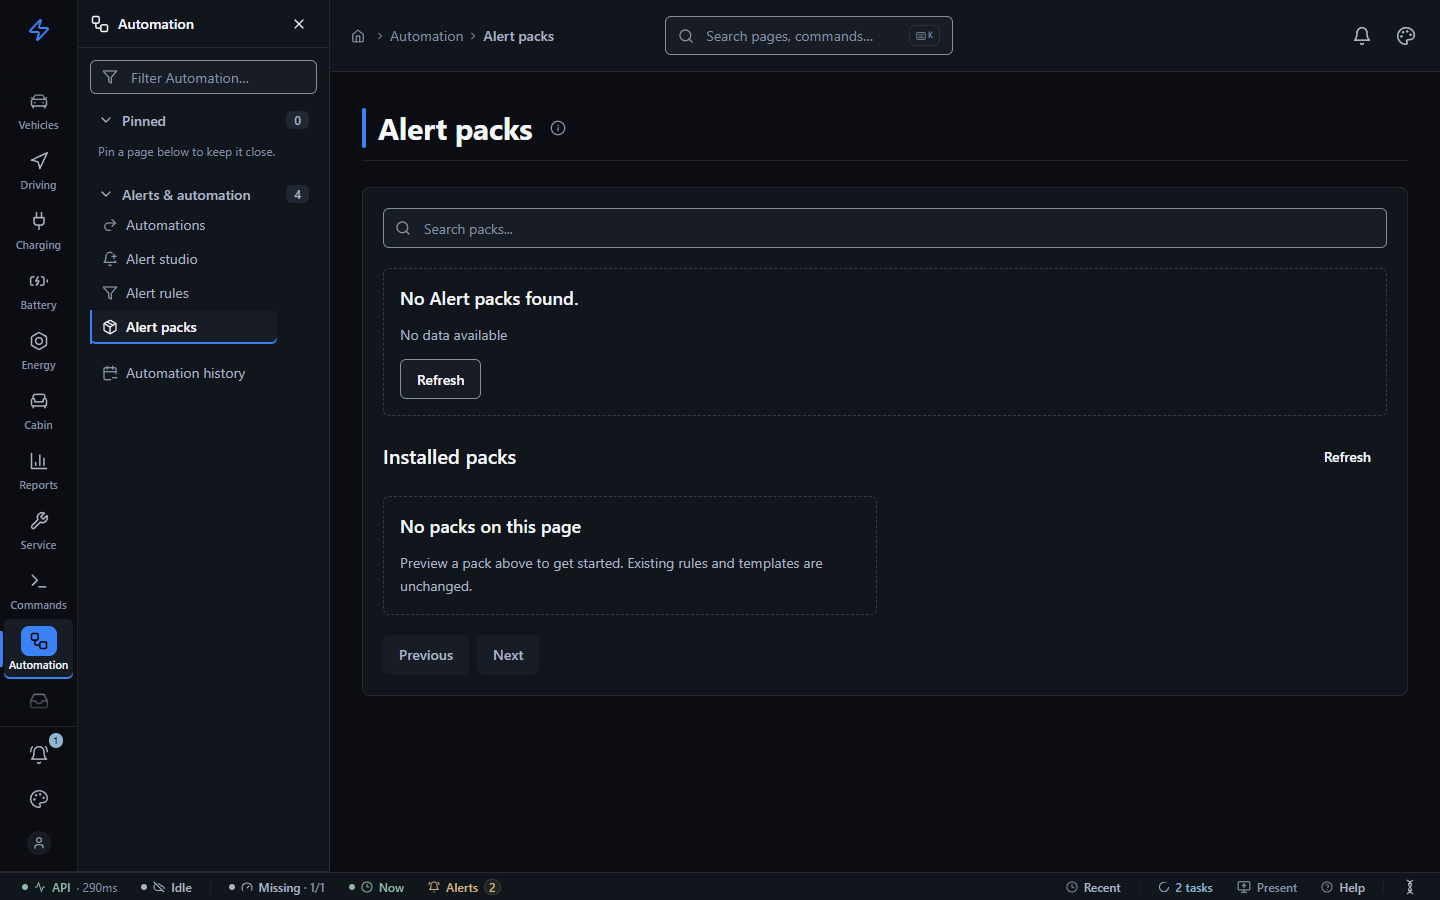 Automation
Automation
Alert packs
Search pages, commands...
K
Filter Automation...
Pinned
0
Pin a page below to keep it close.
Alerts & automation
4
Automations
Alert studio
Alert rules
Alert packs
Automation history
Vehicles
Driving
Charging
Battery
Energy
Cabin
Reports
Service
Commands
Automation
1
Alert packs
Search packs...
No Alert packs found.
No data available
Refresh
Installed packs
Refresh
No packs on this page
Preview a pack above to get started. Existing rules and templates are
unchanged.
Previous
Next
API · 290ms
Idle
Missing · 1/1
Now
Alerts 2
Recent
2 tasks
Present
Help